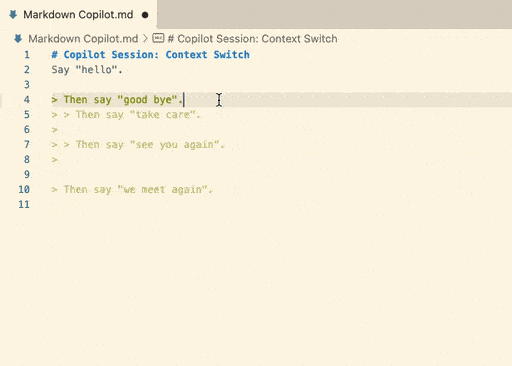 Markdown Copilot.md
Markdown Copilot.md > # Copilot Session: Context Switch
1 # Copilot Session: Context Switch
2 Say "hello".
3
4 > Then say "good bye".
5 > > Then say "take care".
6 >
7 > > Then say "see you again".
8 >
9
10 > Then say "we meet again".
11